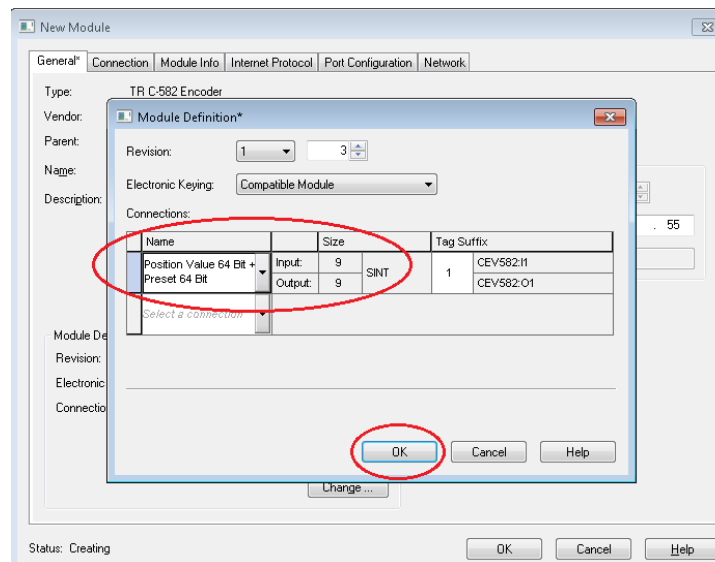 New Module
General* Connection Module Info Internet Protocol Port Configuration Network
Type: TR C-582 Encoder
Vendor:
Module Definition*
Parent:
Revision: 1 3
Name:
Electronic Keying: Compatible Module
Description:
Connections:
. 55
Name Size Tag Suffix
Position Value 64 Bit +
Preset 64 Bit
Input: 9 SINT 1 CEV582:I1
Output: 9 CEV582:O1
Select a connection
Module De
Revision:
Electronic
Connectio
OK Cancel Help
Change ...
Status: Creating OK Cancel Help